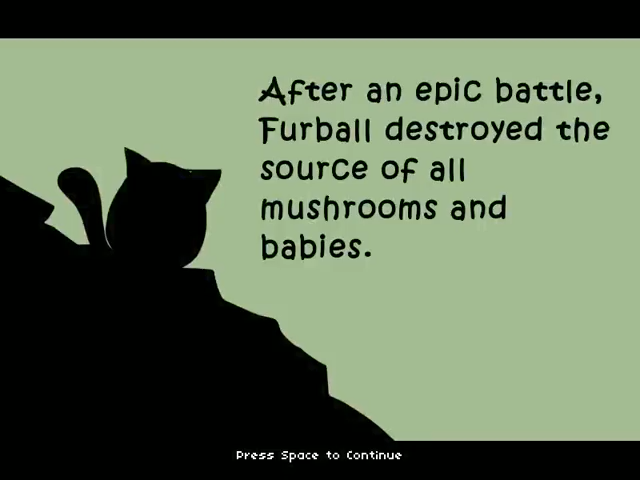 After an epic battle,
Furball destroyed the
source of all
mushrooms and
babies.
Press Space to Continue